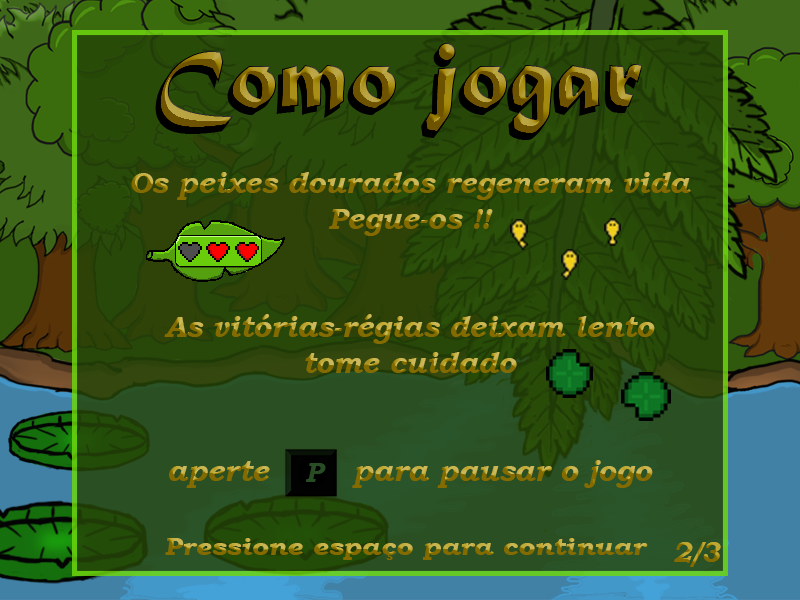 Como jogar
Os peixes dourados regeneram vida
Pegue-os !!
As vitórias-régias deixam lento
tome cuidado
aperte P para pausar o jogo
Pressione espaço para continuar
2/3